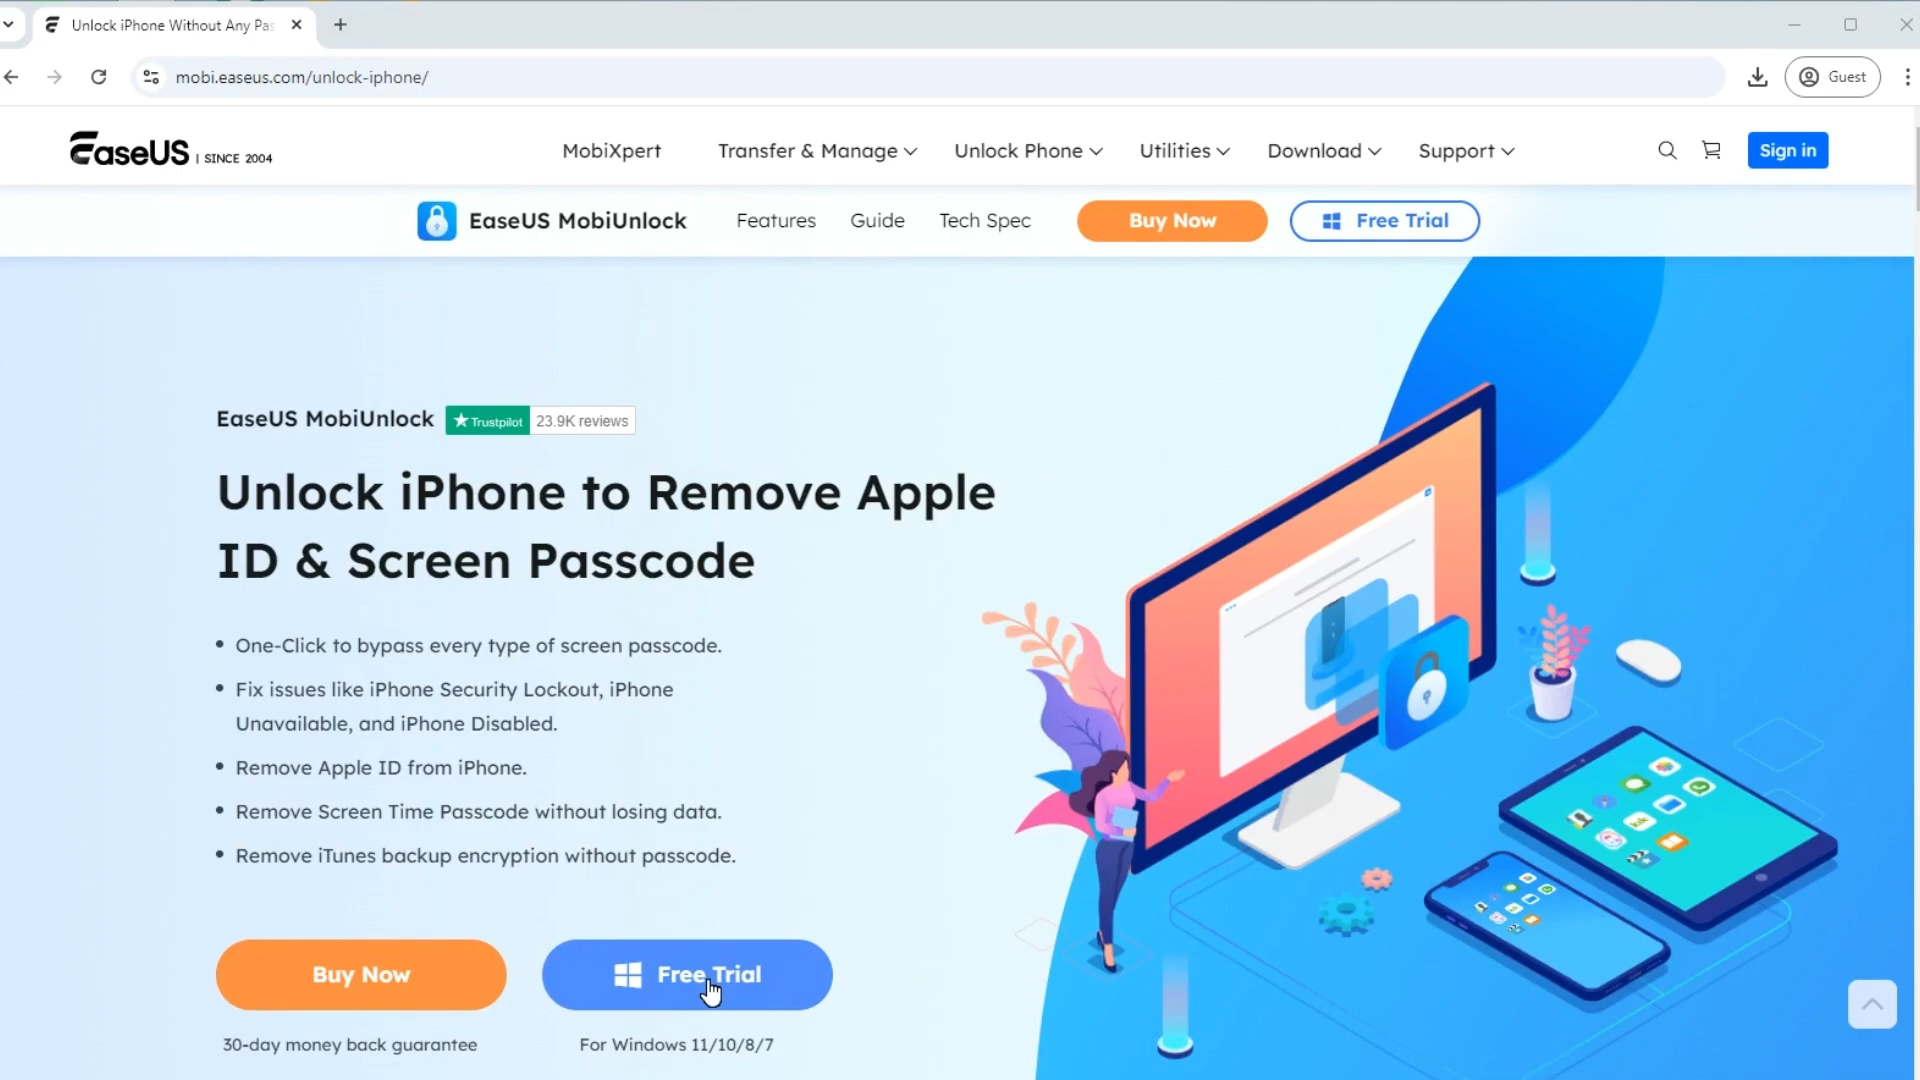 Unlock iPhone Without Any Pas
mobi.easeus.com/unlock-iphone/
Guest
EaseUS | SINCE 2004
MobiXpert
Transfer & Manage
Unlock Phone
Utilities
Download
Support
Sign in
EaseUS MobiUnlock
Features
Guide
Tech Spec
Buy Now
Free Trial
EaseUS MobiUnlock
Trustpilot
23.9K reviews
Unlock iPhone to Remove Apple
ID & Screen Passcode
• One-Click to bypass every type of screen passcode.
• Fix issues like iPhone Security Lockout, iPhone
Unavailable, and iPhone Disabled.
• Remove Apple ID from iPhone.
• Remove Screen Time Passcode without losing data.
• Remove iTunes backup encryption without passcode.
Buy Now
Free Trial
30-day money back guarantee
For Windows 11/10/8/7